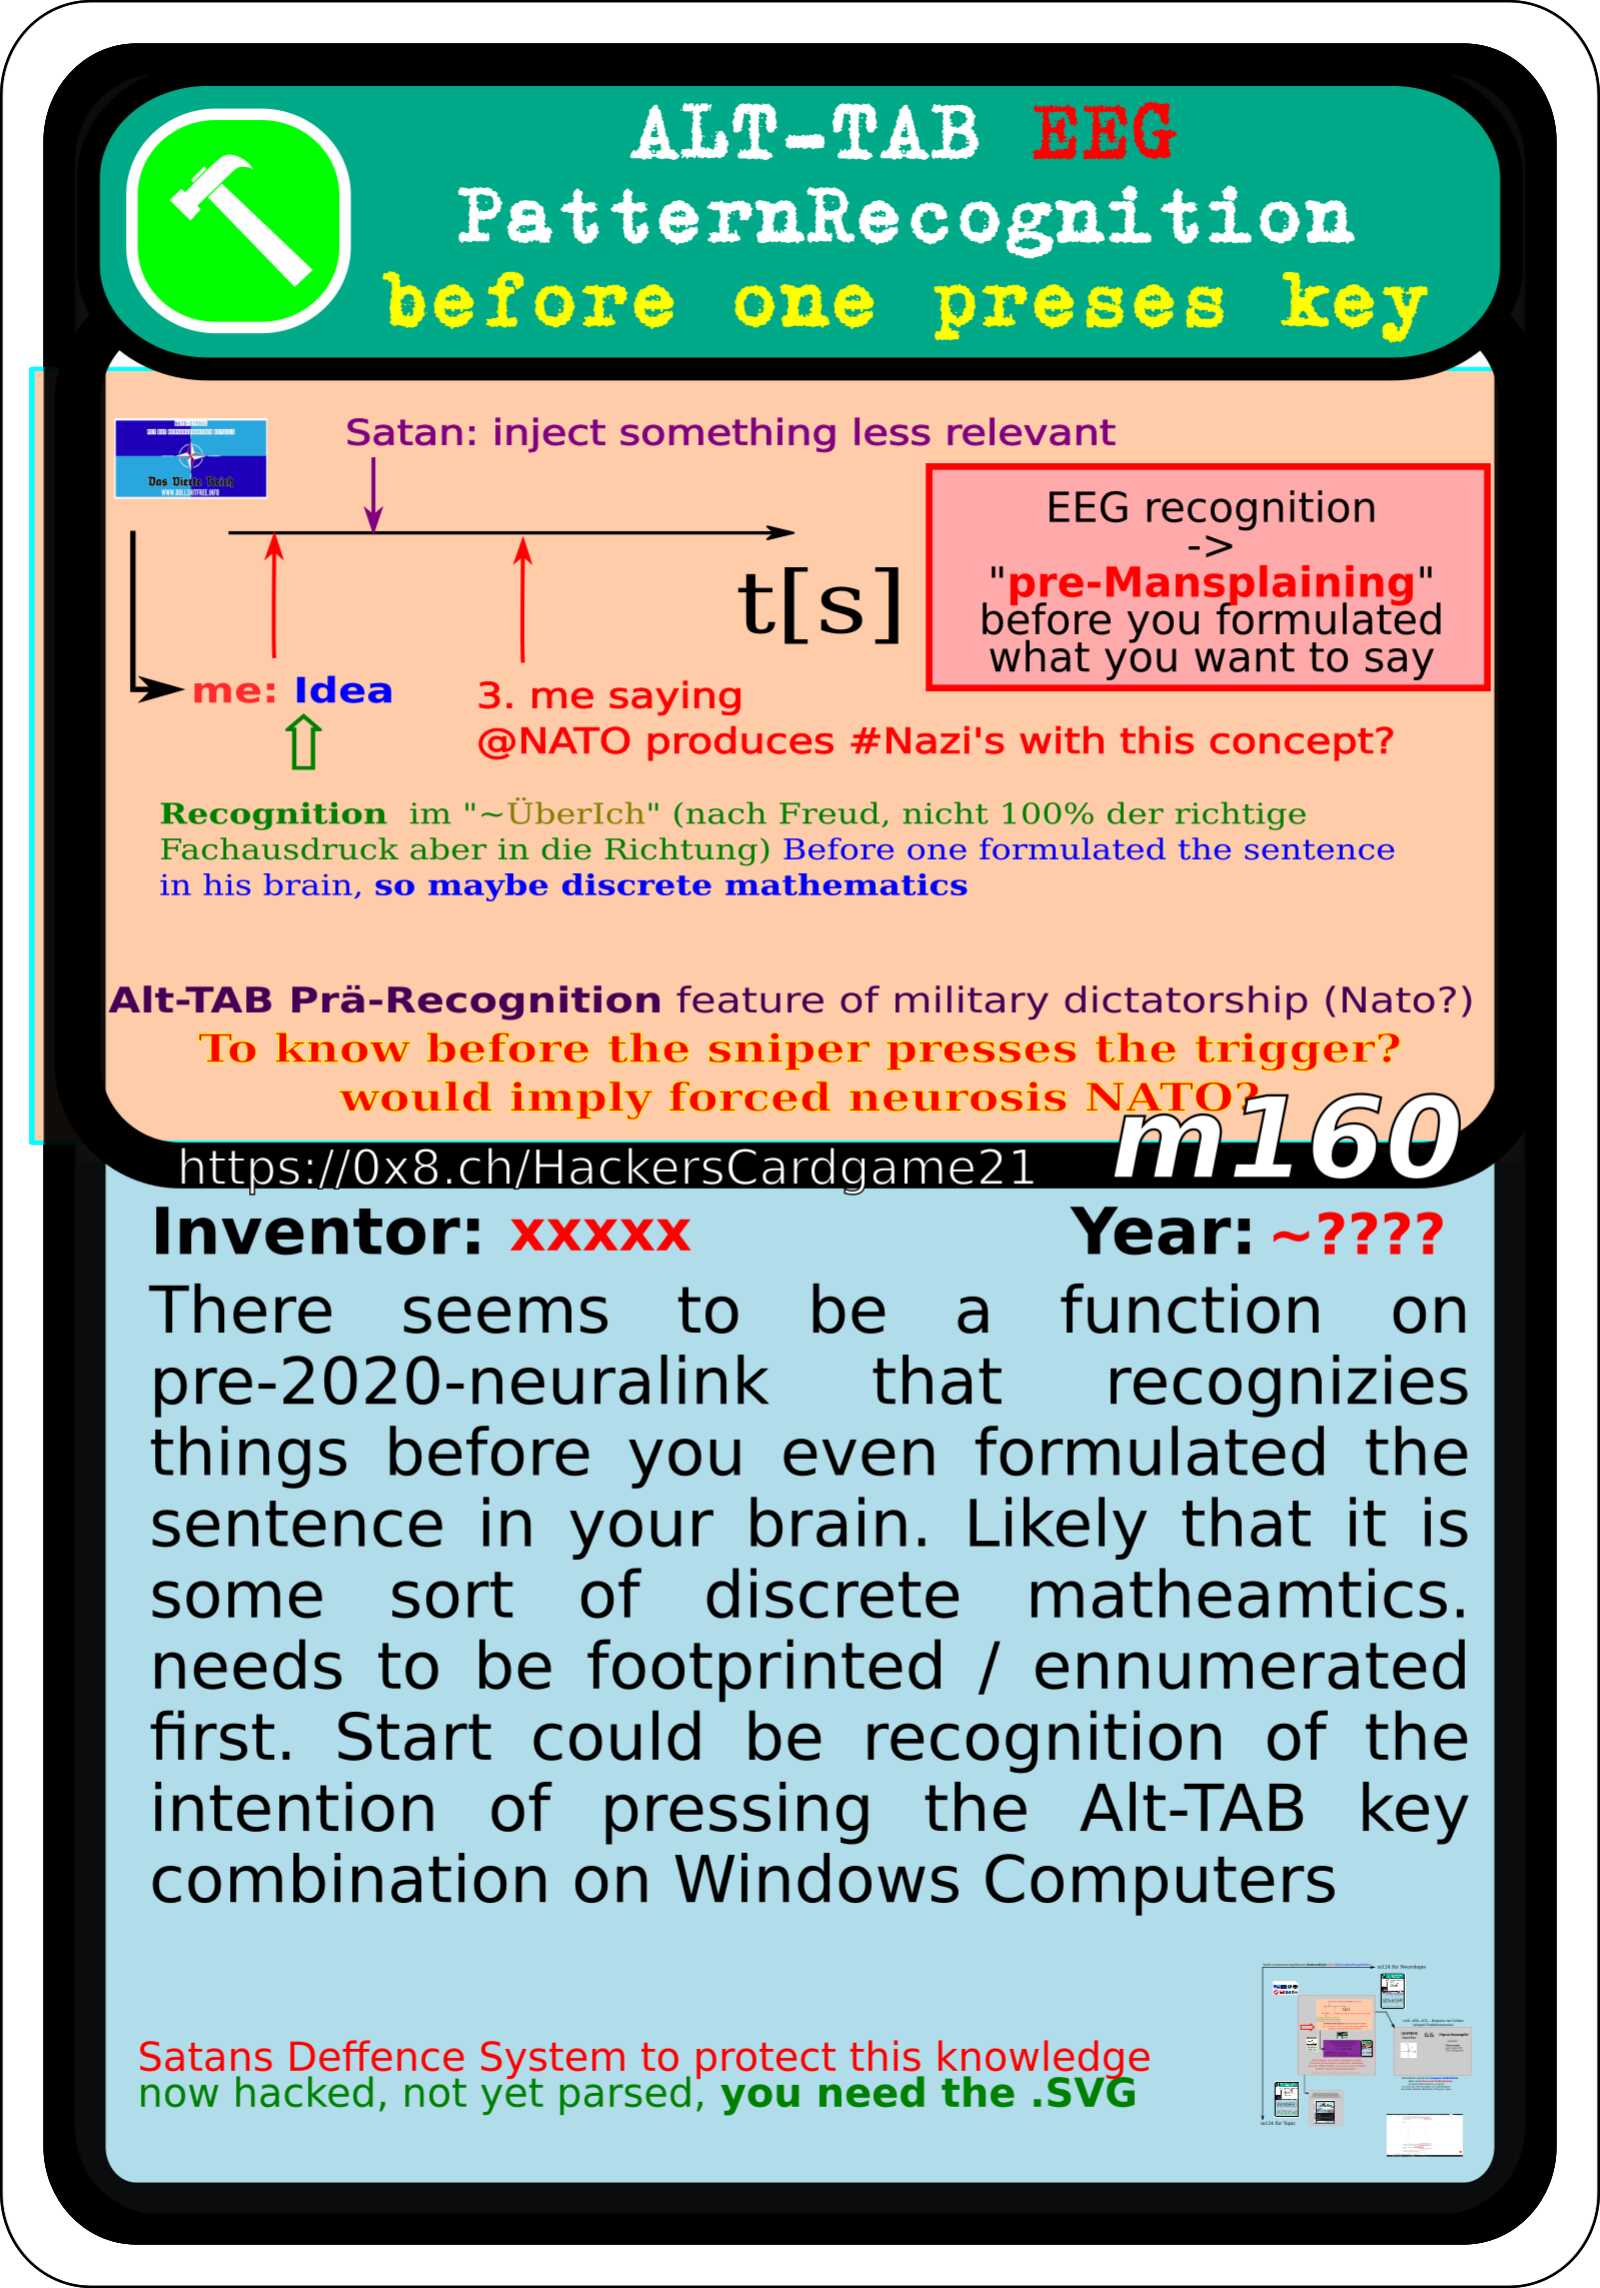 ALT-TAB EEG
PatternRecognition
before one preses key
Das Vierte Reich
WWW.BULLSHITFREE.INFO
Satan: inject something less relevant
t[s]
EEG recognition
->
"pre-Mansplaining"
before you formulated
what you want to say
me: Idea
3. me saying
@NATO produces #Nazi's with this concept?
Recognition im "~ÜberIch" (nach Freud, nicht 100% der richtige
Fachausdruck aber in die Richtung) Before one formulated the sentence
in his brain, so maybe discrete mathematics
Alt-TAB Prä-Recognition feature of military dictatorship (Nato?)
To know before the sniper presses the trigger?
would imply forced neurosis NATO?
m160
https://0x8.ch/HackersCardgame21
Inventor: xxxxx Year: ~????
There seems to be a function on
pre-2020-neuralink that recognizies
things before you even formulated the
sentence in your brain. Likely that it is
some sort of discrete matheamtics.
needs to be footprinted / ennumerated
first. Start could be recognition of the
intention of pressing the Alt-TAB key
combination on Windows Computers
Satans Deffence System to protect this knowledge
now hacked, not yet parsed, you need the .SVG